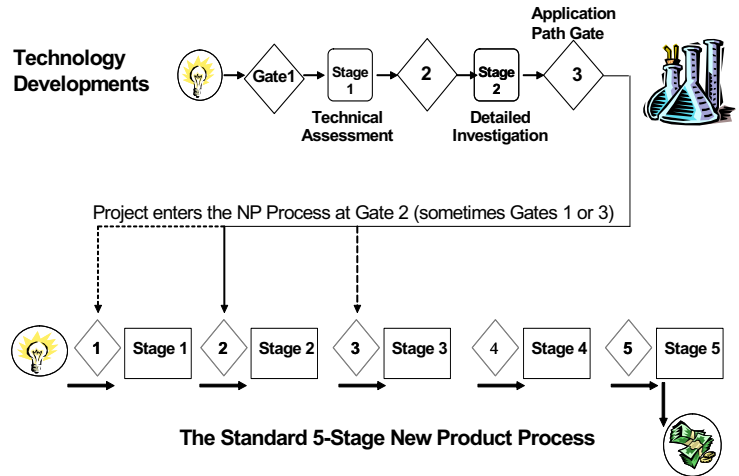 Application
Path Gate
Technology
Developments
Gate1
Stage
1
2
Stage
2
3
Technical
Assessment
Detailed
Investigation
Project enters the NP Process at Gate 2 (sometimes Gates 1 or 3)
1
Stage 1
2
Stage 2
3
Stage 3
4
Stage 4
5
Stage 5
The Standard 5-Stage New Product Process